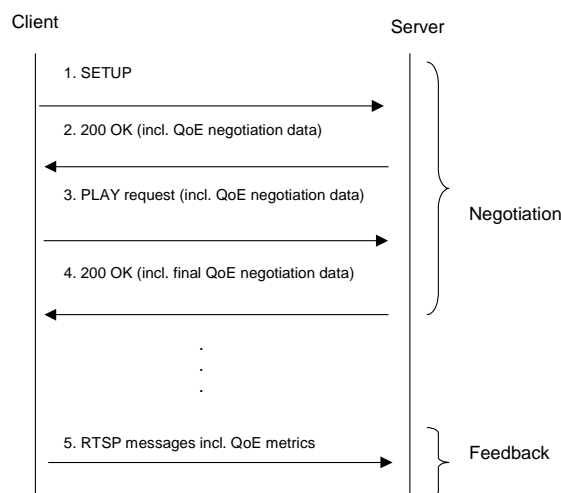 Client
Server
1. SETUP
2. 200 OK (incl. QoE negotiation data)
3. PLAY request (incl. QoE negotiation data)
Negotiation
4. 200 OK (incl. final QoE negotiation data)
.
.
.
5. RTSP messages incl. QoE metrics
Feedback